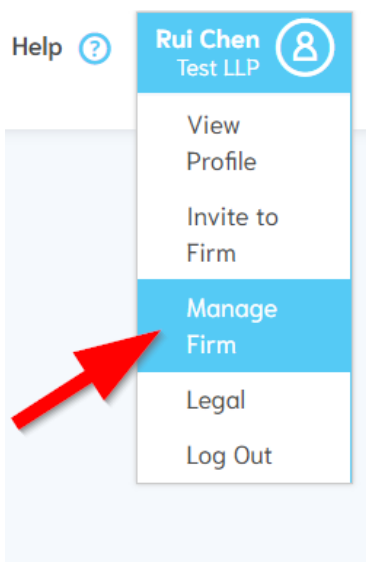 Help ?
Rui Chen
Test LLP
View
Profile
Invite to
Firm
Manage
Firm
Legal
Log Out